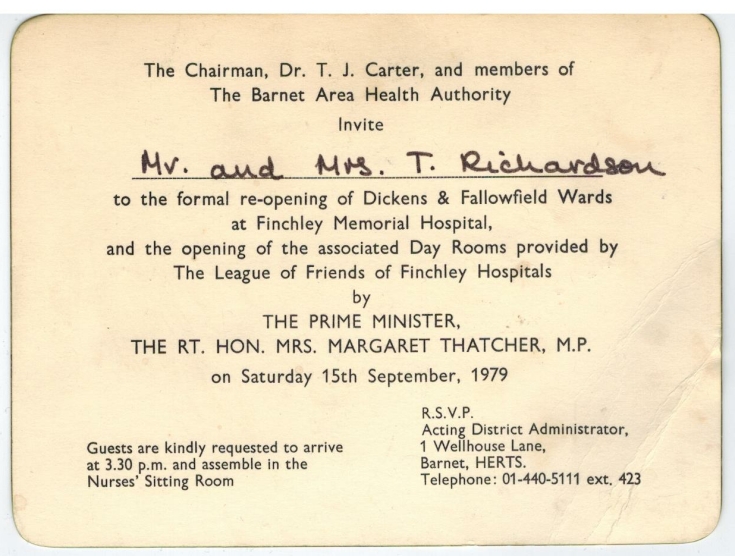 The Chairman, Dr. T. J. Carter, and members of
The Barnet Area Health Authority
Invite
Mr. and Mrs. T. Richardson
to the formal re-opening of Dickens & Fallowfield Wards
at Finchley Memorial Hospital,
and the opening of the associated Day Rooms provided by
The League of Friends of Finchley Hospitals
by
THE PRIME MINISTER,
THE RT. HON. MRS. MARGARET THATCHER, M.P.
on Saturday 15th September, 1979
Guests are kindly requested to arrive
at 3.30 p.m. and assemble in the
Nurses' Sitting Room
R.S.V.P.
Acting District Administrator,
1 Wellhouse Lane,
Barnet, HERTS.
Telephone: 01-440-5111 ext. 423